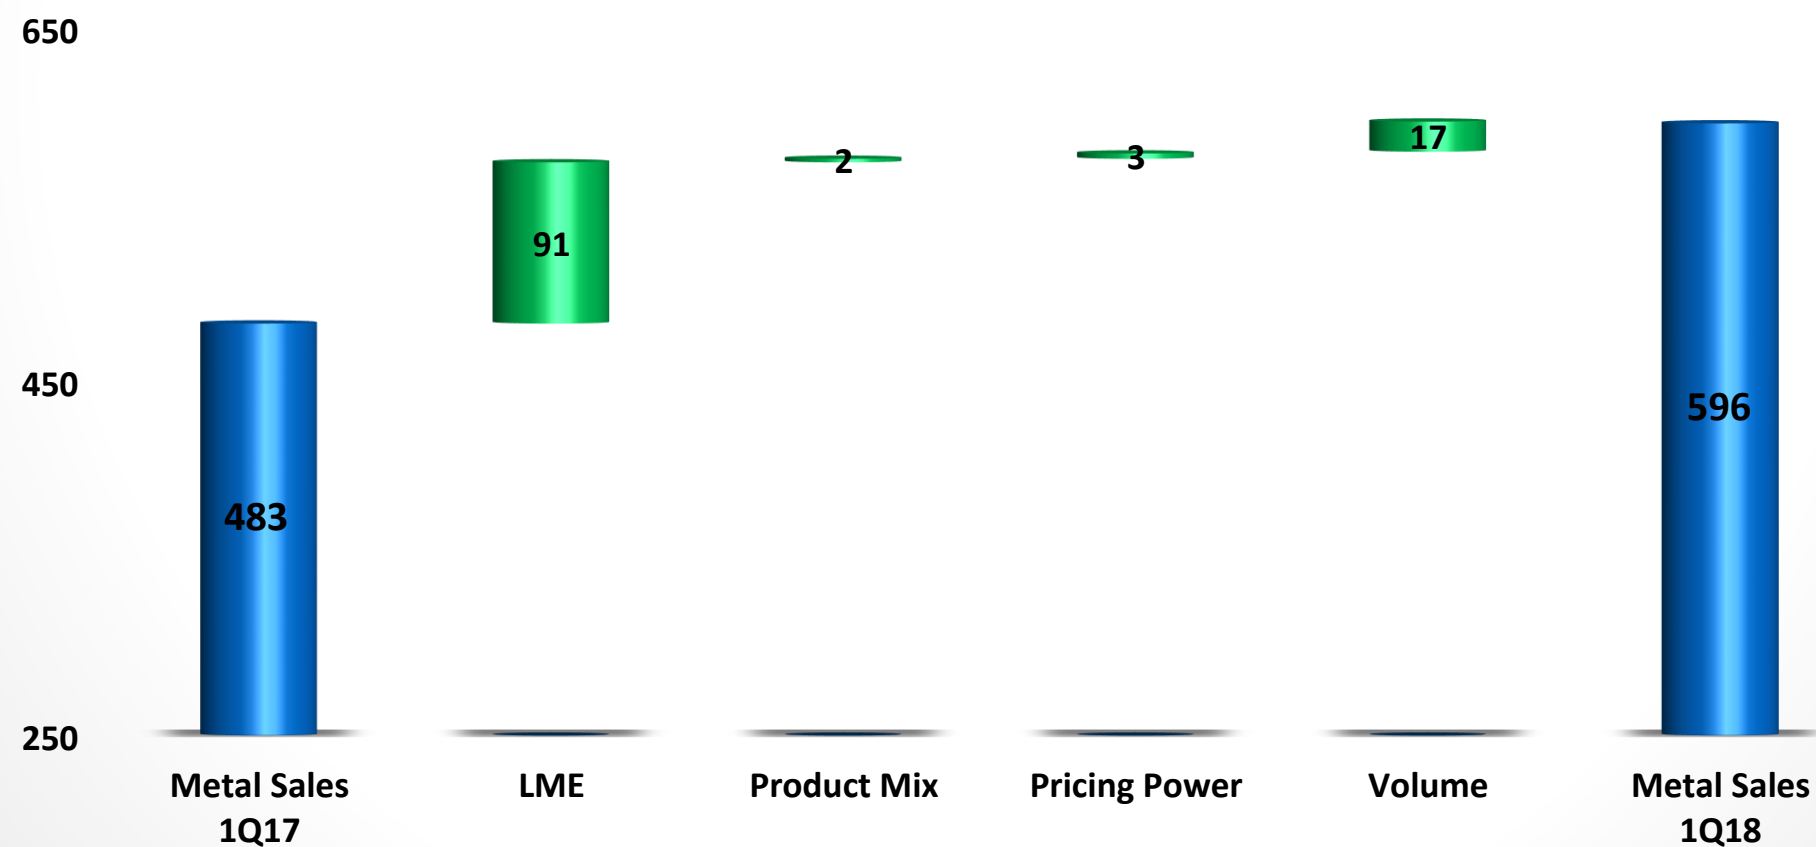 650
450
250
483
91
2
3
17
596
Metal Sales
1Q17
LME
Product Mix
Pricing Power
Volume
Metal Sales
1Q18